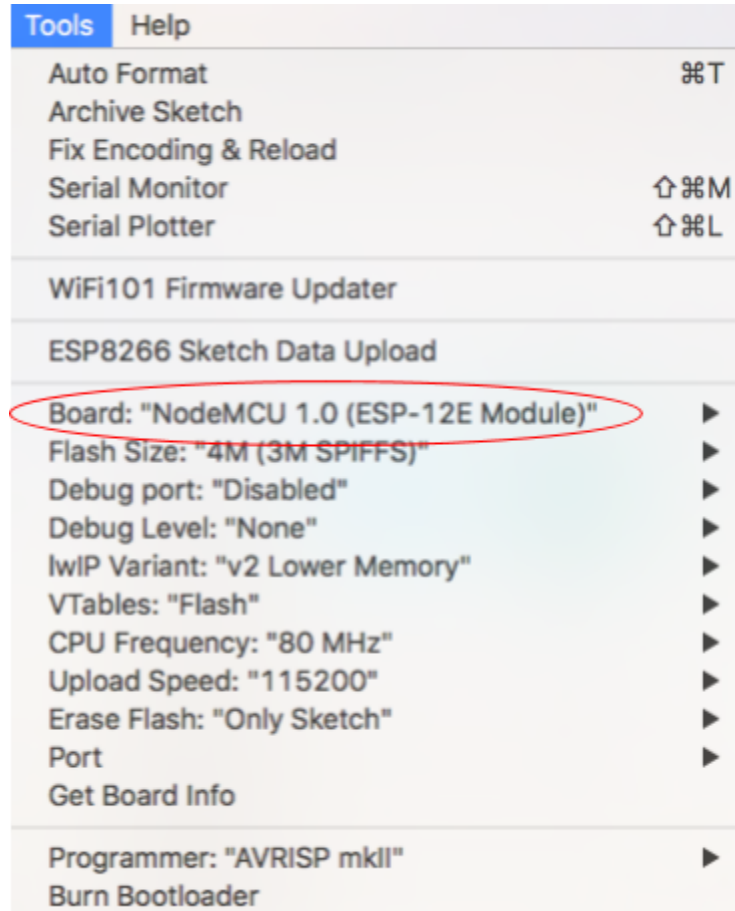 Tools Help
Auto Format ⌘T
Archive Sketch
Fix Encoding & Reload
Serial Monitor ⇧⌘M
Serial Plotter ⇧⌘L
WiFi101 Firmware Updater
ESP8266 Sketch Data Upload
Board: "NodeMCU 1.0 (ESP-12E Module)"
Flash Size: "4M (3M SPIFFS)"
Debug port: "Disabled"
Debug Level: "None"
lwIP Variant: "v2 Lower Memory"
VTables: "Flash"
CPU Frequency: "80 MHz"
Upload Speed: "115200"
Erase Flash: "Only Sketch"
Port
Get Board Info
Programmer: "AVRISP mkII"
Burn Bootloader